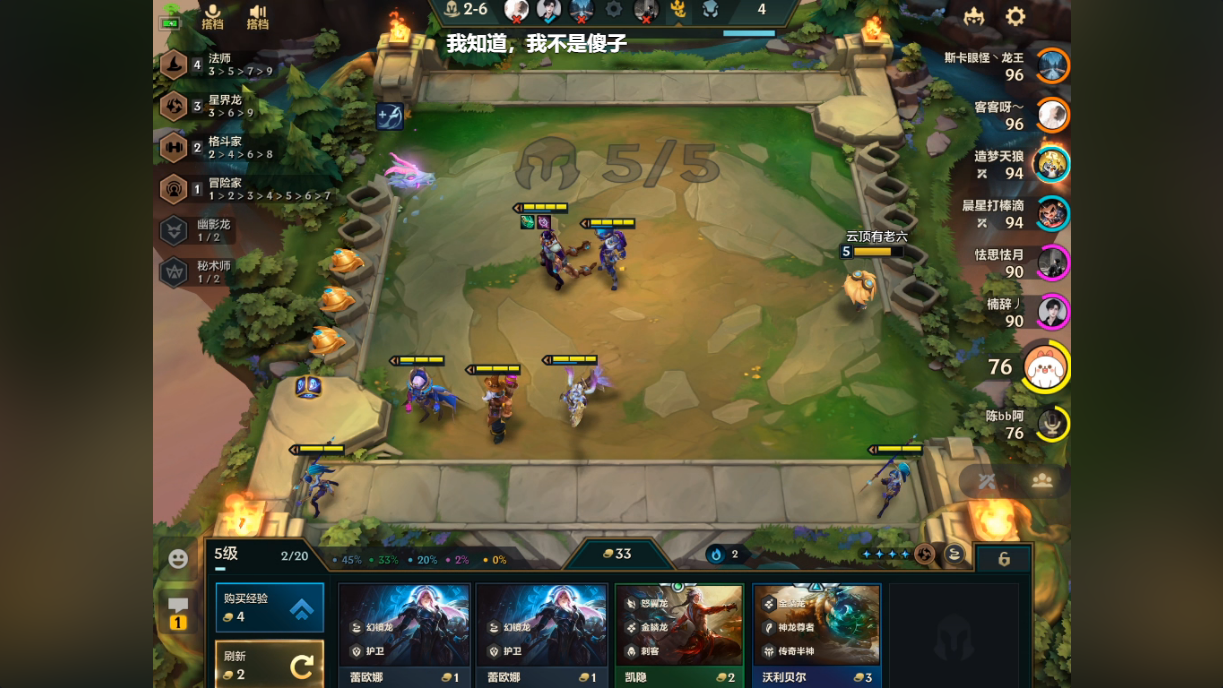 搭档
搭档
2-6
4
我知道，我不是傻子
4
法师
3 > 5 > 7 > 9
3
星界龙
3 > 6 > 9
2
格斗家
2 > 4 > 6 > 8
1
冒险家
1 > 2 > 3 > 4 > 5 > 6 > 7
幽影龙
1 / 2
秘术师
1 / 2
5/5
云顶有老六
5
斯卡眼怪丶龙王
96
客客呀～
96
造梦天狼
94
晨星打棒滴
94
怯思怯月
90
楠辞丿
90
76
陈bb阿
76
5级
2/20
45%
33%
20%
2%
0%
33
2
6
购买经验
4
刷新
2
1
幻镜龙
护卫
蕾欧娜
1
幻镜龙
护卫
蕾欧娜
1
怒翼龙
金鳞龙
刺客
凯隐
2
金鳞龙
神龙尊者
传奇半神
沃利贝尔
3